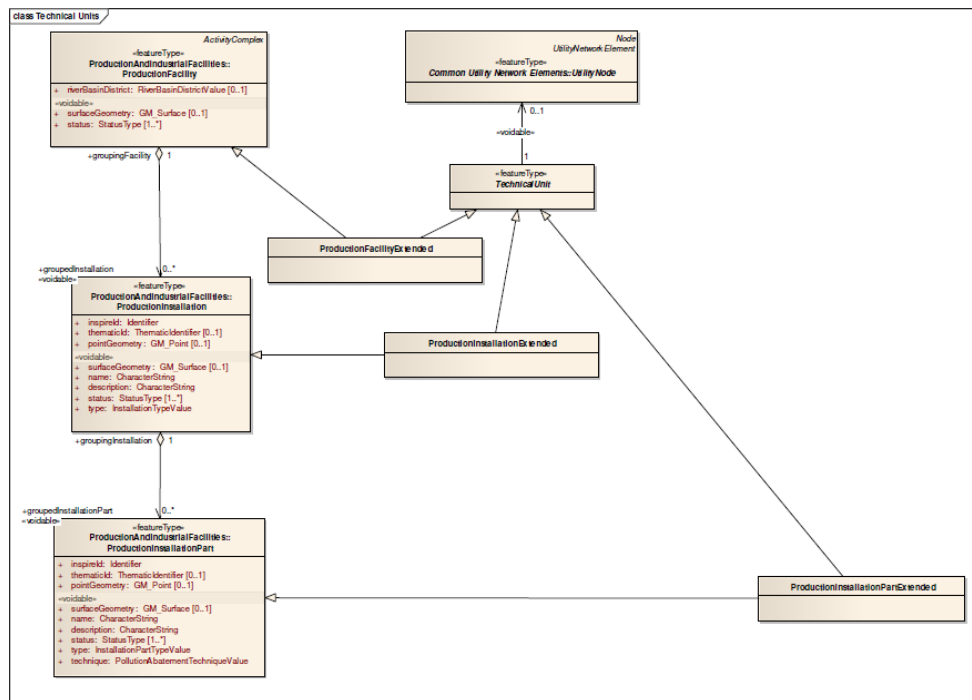 class Technical Units
ActivityComplex
«featureType»
ProductionAndIndustrialFacilities::
ProductionFacility
+ riverBasinDistrict: RiverBasinDistrictValue [0..1]
«voidable»
+ surfaceGeometry: GM_Surface [0..1]
+ status: StatusType [1..*]
Node
UtilityNetworkElement
«featureType»
Common Utility Network Elements::UtilityNode
0..1
«voidable»
1
«featureType»
TechnicalUnit
+groupingFacility 1
ProductionFacilityExtended
+groupedInstallation 0..*
«voidable»
«featureType»
ProductionAndIndustrialFacilities::
ProductionInstallation
+ inspireId: Identifier
+ thematicId: ThematicIdentifier [0..1]
+ pointGeometry: GM_Point [0..1]
«voidable»
+ surfaceGeometry: GM_Surface [0..1]
+ name: CharacterString
+ description: CharacterString
+ status: StatusType [1..*]
+ type: InstallationTypeValue
ProductionInstallationExtended
+groupingInstallation 1
+groupedInstallationPart 0..*
«voidable»
«featureType»
ProductionAndIndustrialFacilities::
ProductionInstallationPart
+ inspireId: Identifier
+ thematicId: ThematicIdentifier [0..1]
+ pointGeometry: GM_Point [0..1]
«voidable»
+ surfaceGeometry: GM_Surface [0..1]
+ name: CharacterString
+ description: CharacterString
+ status: StatusType [1..*]
+ type: InstallationPartTypeValue
+ technique: PollutionAbatementTechniqueValue
ProductionInstallationPartExtended